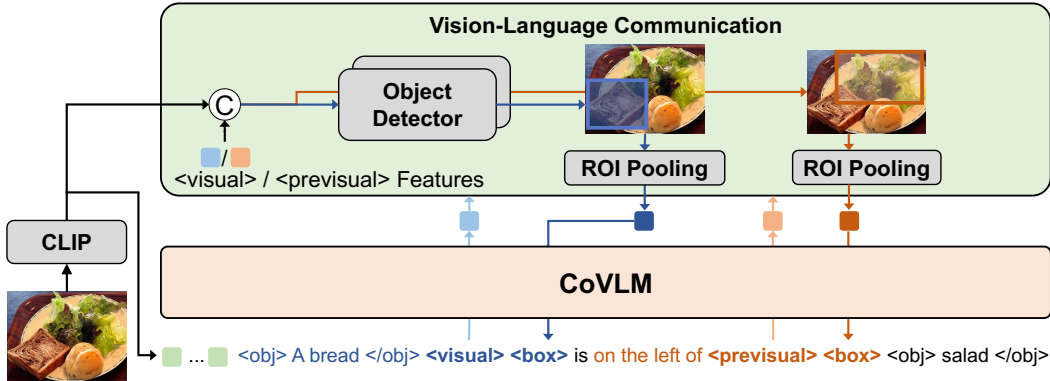 Vision-Language Communication
Object
Detector
C
/
<visual> / <previsual> Features
ROI Pooling
ROI Pooling
CLIP
CoVLM
... <obj> A bread </obj> <visual> <box> is on the left of <previsual> <box> <obj> salad </obj>